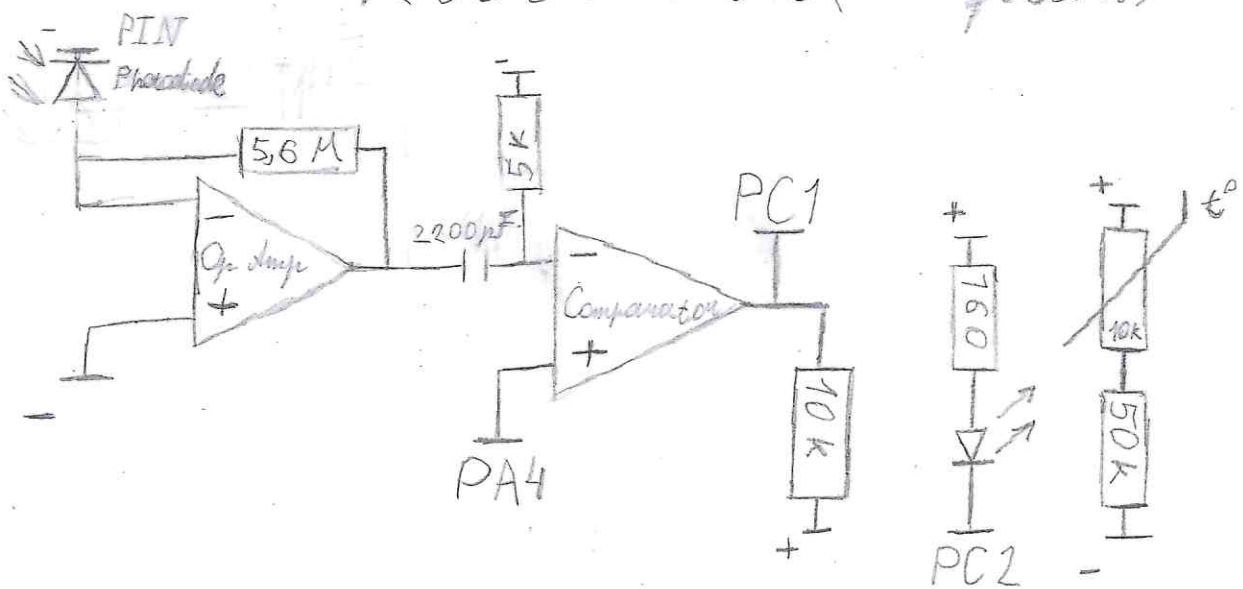 -
PIN
Photodiode
5,6 M
-
Op Amp
+
-
2200pF
-
5K
-
Comparator
+
PA4
PC1
10k
+
+
160
PC2
+
t°
10k
50k
-